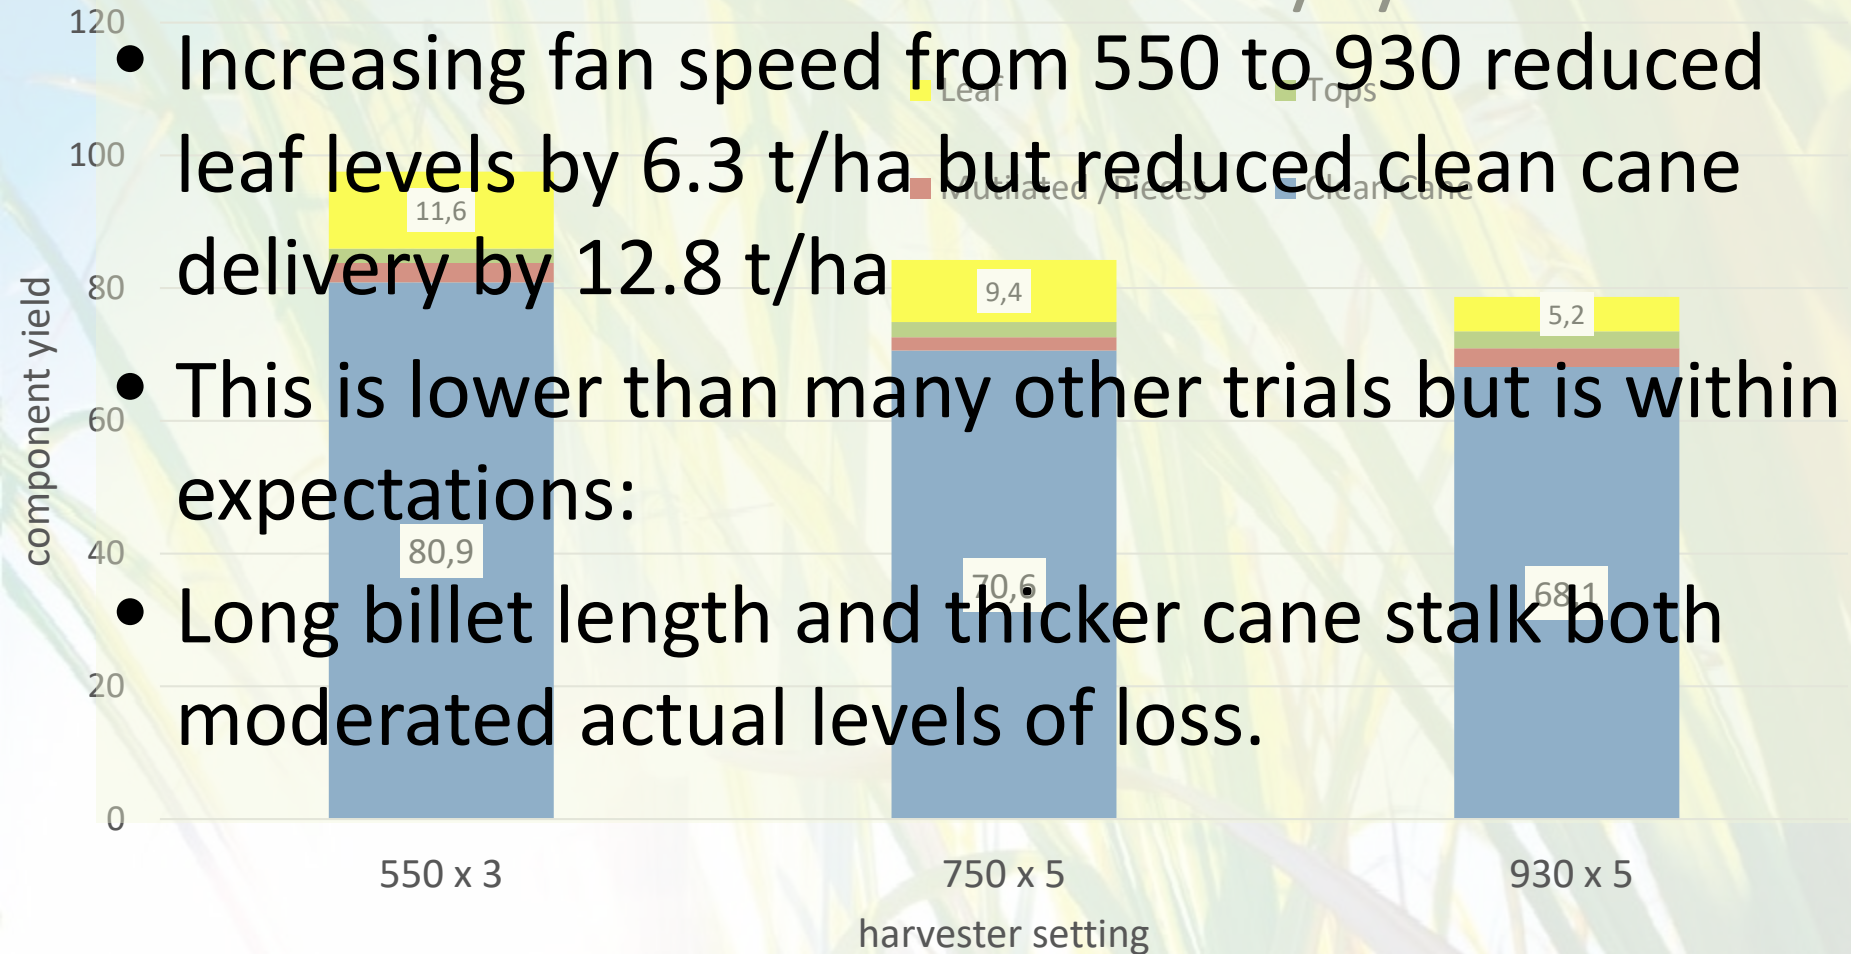 • Increasing fan speed from 550 to 930 reduced
leaf levels by 6.3 t/ha but reduced clean cane
delivery by 12.8 t/ha
• This is lower than many other trials but is within
expectations:
• Long billet length and thicker cane stalk both
moderated actual levels of loss.
Leaf
Tops
Mutilated /Pieces
Clean Cane
component yield
120
100
80
60
40
20
0
11,6
80,9
9,4
70,6
5,2
68,1
550 x 3
750 x 5
930 x 5
harvester setting